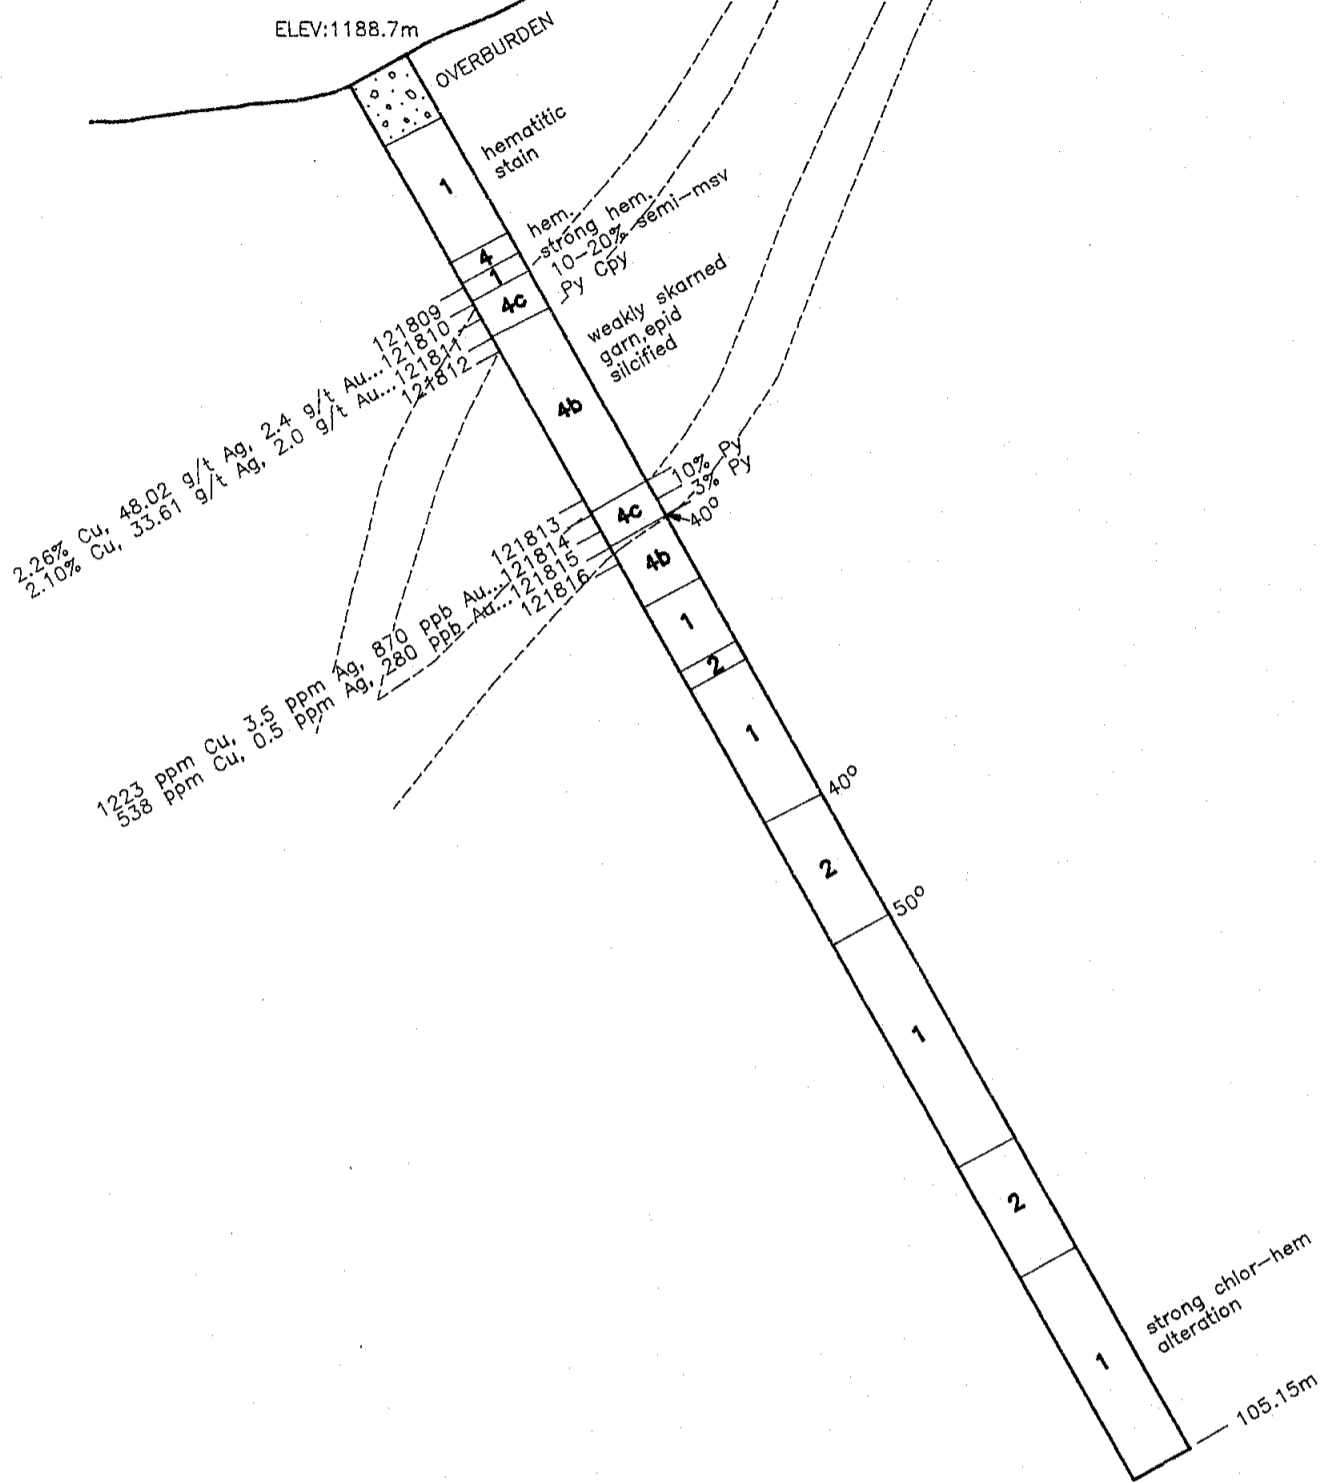 ELEV:1188.7m
OVERBURDEN
hematitic
stain
1
hem.
strong hem.
10-20% semi-msv
Py Cpy
4
1
4c
121809
2.26% Cu, 48.02 g/t Ag, 2.4 g/t Au...121810
2.10% Cu, 33.61 g/t Ag, 2.0 g/t Au...121811
121812
weakly skarned
garn,epid
silcified
4b
10% Py
3% Py
40°
4c
121813
1223 ppm Cu, 3.5 ppm Ag, 870 ppb Au...121814
538 ppm Cu, 0.5 ppm Ag, 280 ppb Au...121815
121816
4b
1
2
1
40°
2
50°
1
2
1
strong chlor-hem
alteration
105.15m